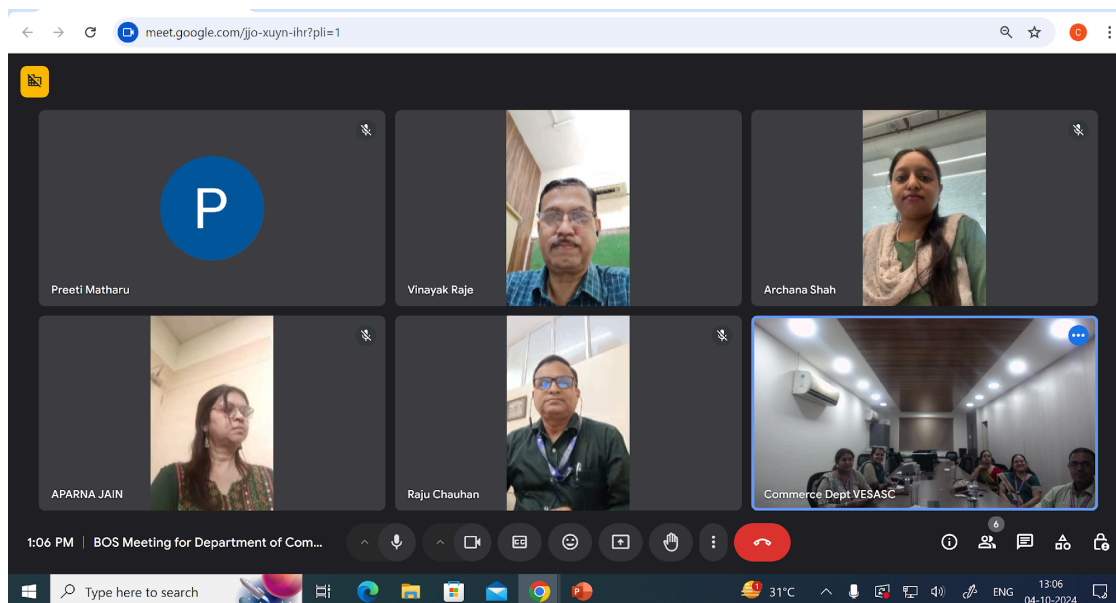 meet.google.com/jjo-xuyn-ihr?pli=1
C
P
Preeti Matharu
Vinayak Raje
Archana Shah
APARNA JAIN
Raju Chauhan
Commerce Dept VESASC
6
1:06 PM | BOS Meeting for Department of Com...
CC
Type here to search
P
1
31°C
ENG
13:06
04-10-2024